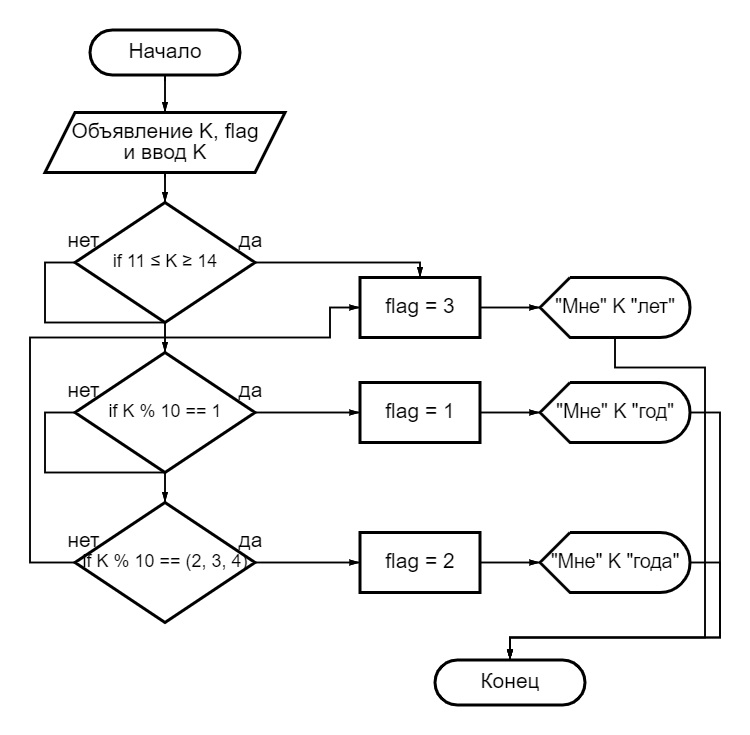 Начало
Объявление K, flag
и ввод K
нет
да
if 11 ≤ K ≥ 14
flag = 3
"Мне" K "лет"
нет
да
if K % 10 == 1
flag = 1
"Мне" K "год"
нет
да
if K % 10 == (2, 3, 4)
flag = 2
"Мне" K "года"
Конец